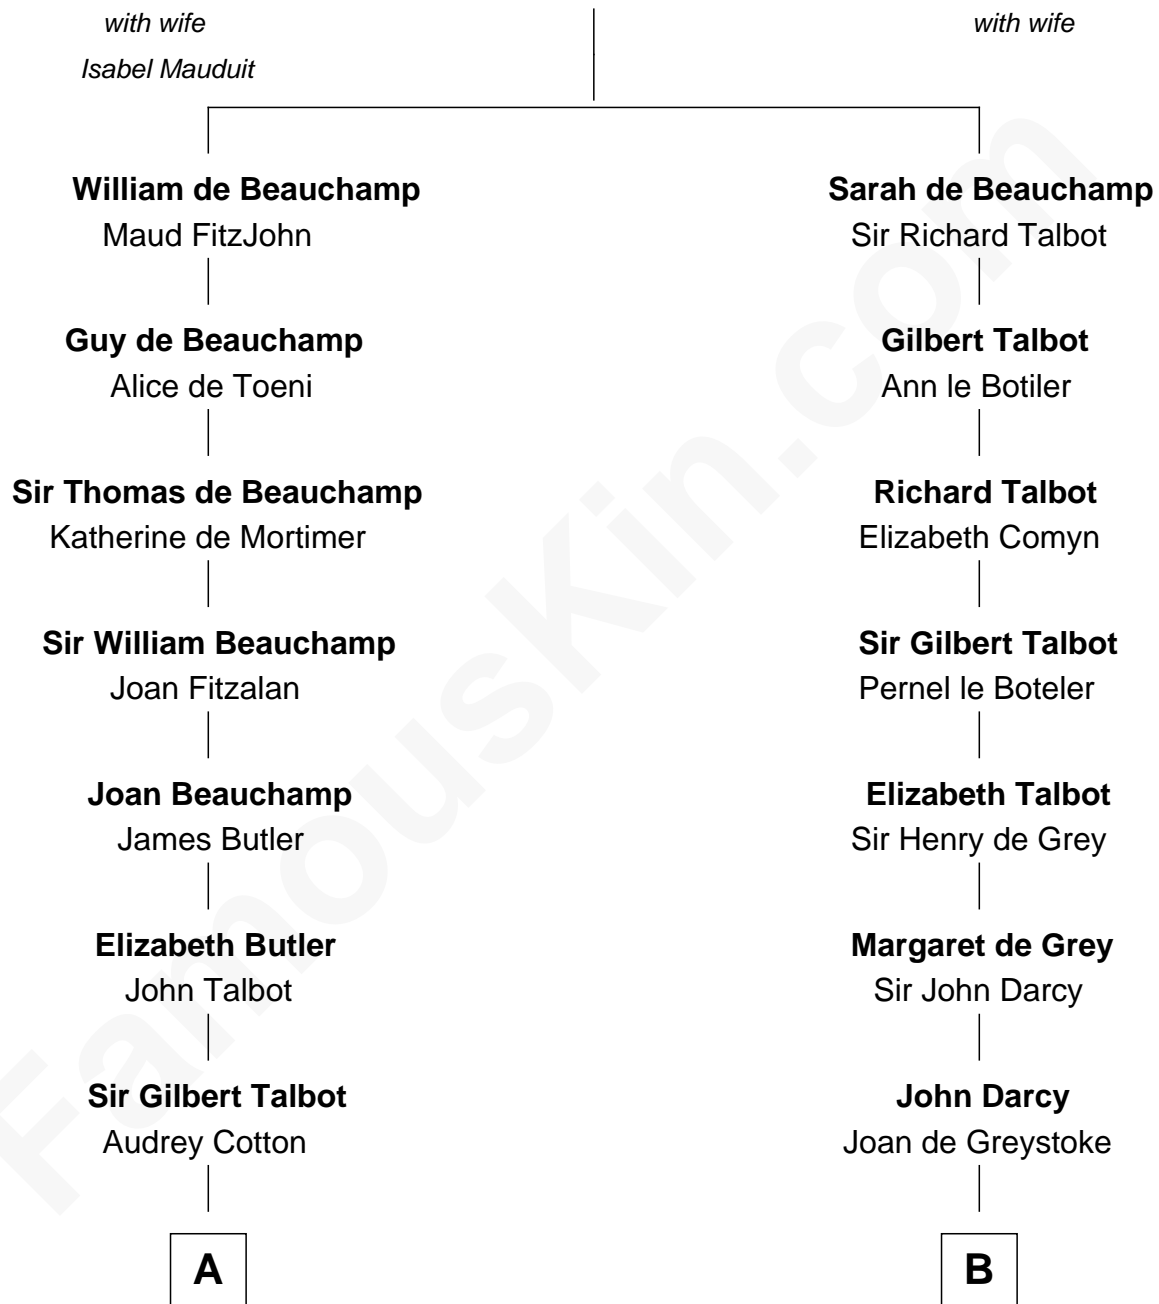 with wife
with wife
Isabel Mauduit
William de Beauchamp
Sarah de Beauchamp
Maud FitzJohn
Sir Richard Talbot
Guy de Beauchamp
Gilbert Talbot
Alice de Toeni
Ann le Botiler
Sir Thomas de Beauchamp
Richard Talbot
Katherine de Mortimer
Elizabeth Comyn
Sir William Beauchamp
Sir Gilbert Talbot
Joan Fitzalan
Pernel le Boteler
Joan Beauchamp
Elizabeth Talbot
James Butler
Sir Henry de Grey
Elizabeth Butler
Margaret de Grey
John Talbot
Sir John Darcy
Sir Gilbert Talbot
John Darcy
Audrey Cotton
Joan de Greystoke
A
B
FamousKin.com